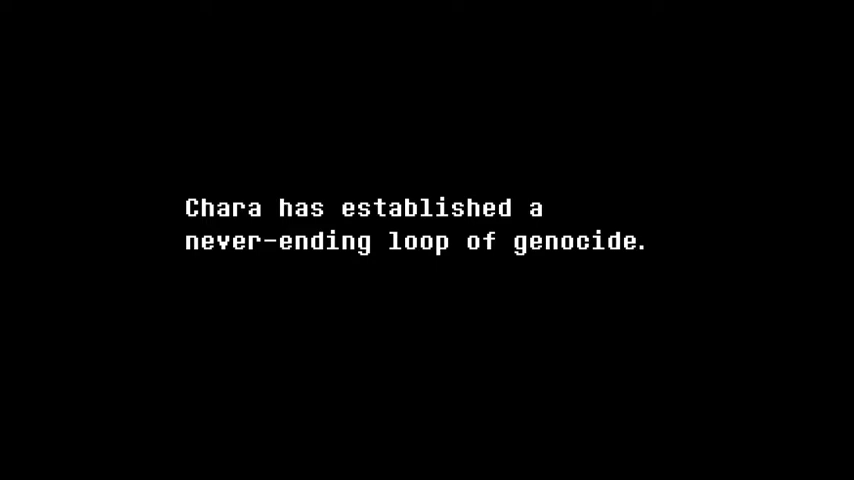 Chara has established a
never-ending loop of genocide.